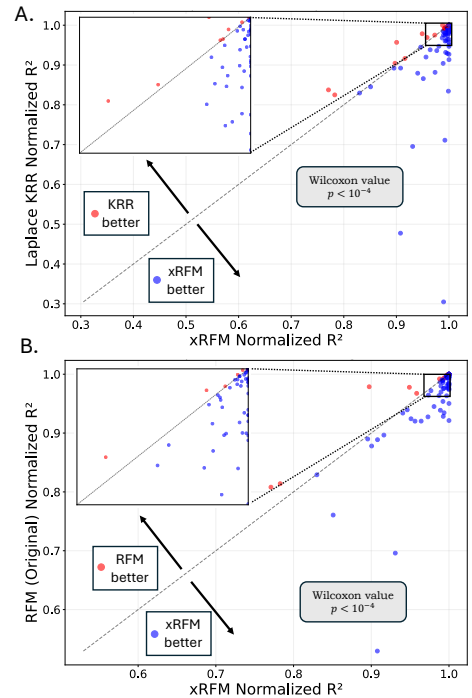 A.
Laplace KRR Normalized R²
1.0
0.9
0.8
0.7
0.6
0.5
0.4
0.3
KRR
better
xRFM
better
Wilcoxon value
p < 10⁻⁴
0.3 0.4 0.5 0.6 0.7 0.8 0.9 1.0
xRFM Normalized R²
B.
RFM (Original) Normalized R²
1.0
0.9
0.8
0.7
0.6
RFM
better
xRFM
better
Wilcoxon value
p < 10⁻⁴
0.6 0.7 0.8 0.9 1.0
xRFM Normalized R²